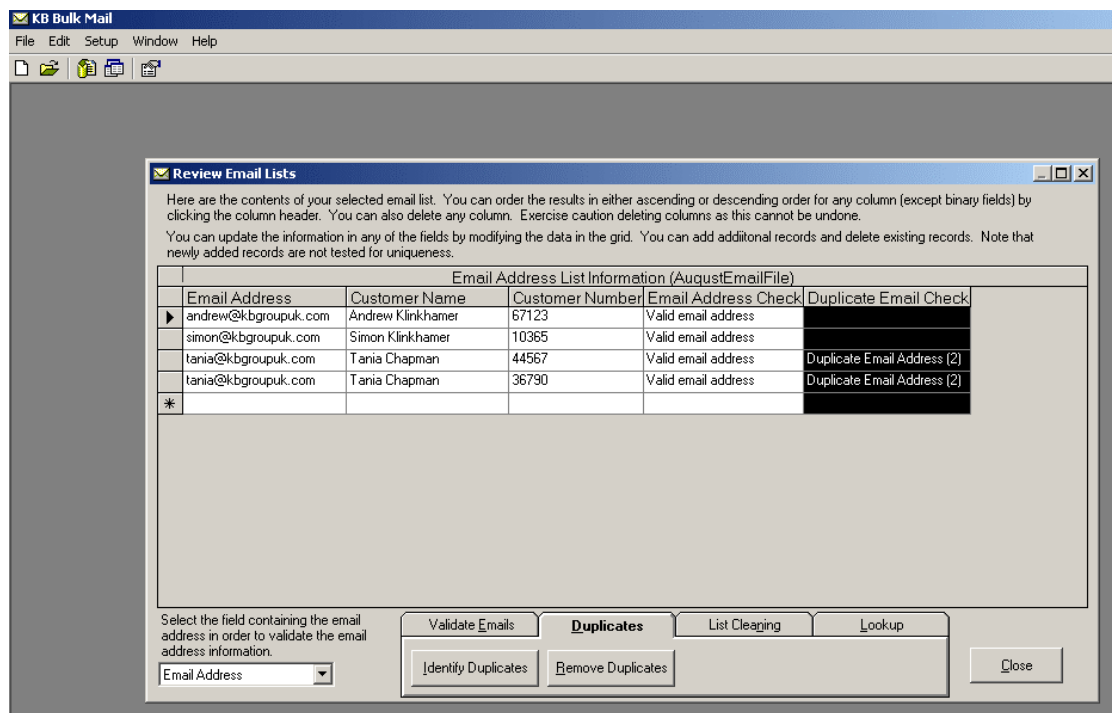 KB Bulk Mail
File Edit Setup Window Help
Review Email Lists
Here are the contents of your selected email list. You can order the results in either ascending or descending order for any column (except binary fields) by
clicking the column header. You can also delete any column. Exercise caution deleting columns as this cannot be undone.
You can update the information in any of the fields by modifying the data in the grid. You can add addiitonal records and delete existing records. Note that
newly added records are not tested for uniqueness.
Email Address List Information (AugustEmailFile)
Email Address Customer Name Customer Number Email Address Check Duplicate Email Check
andrew@kbgroupuk.com Andrew Klinkhamer 67123 Valid email address
simon@kbgroupuk.com Simon Klinkhamer 10365 Valid email address
tania@kbgroupuk.com Tania Chapman 44567 Valid email address Duplicate Email Address (2)
tania@kbgroupuk.com Tania Chapman 36790 Valid email address Duplicate Email Address (2)
Select the field containing the email
address in order to validate the email
address information.
Email Address
Validate Emails Duplicates List Cleaning Lookup
Identify Duplicates Remove Duplicates
Close